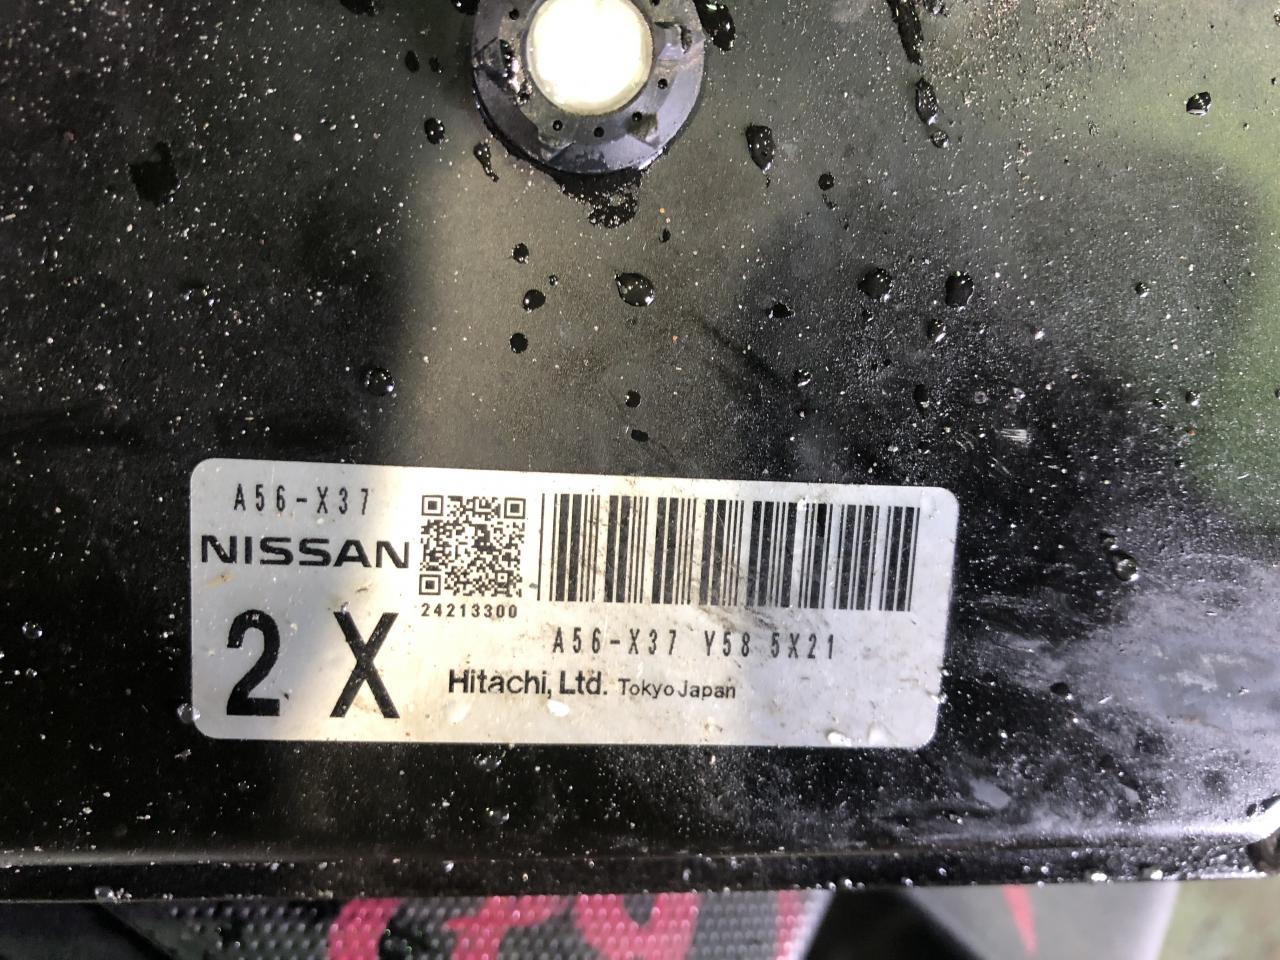 A56-X37
NISSAN
2 X
24213300
A56-X37 Y58 5X21
Hitachi, Ltd. Tokyo Japan